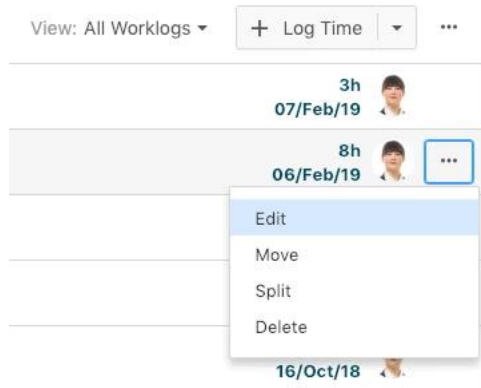 View: All Worklogs
+ Log Time
3h
07/Feb/19
8h
06/Feb/19
Edit
Move
Split
Delete
16/Oct/18